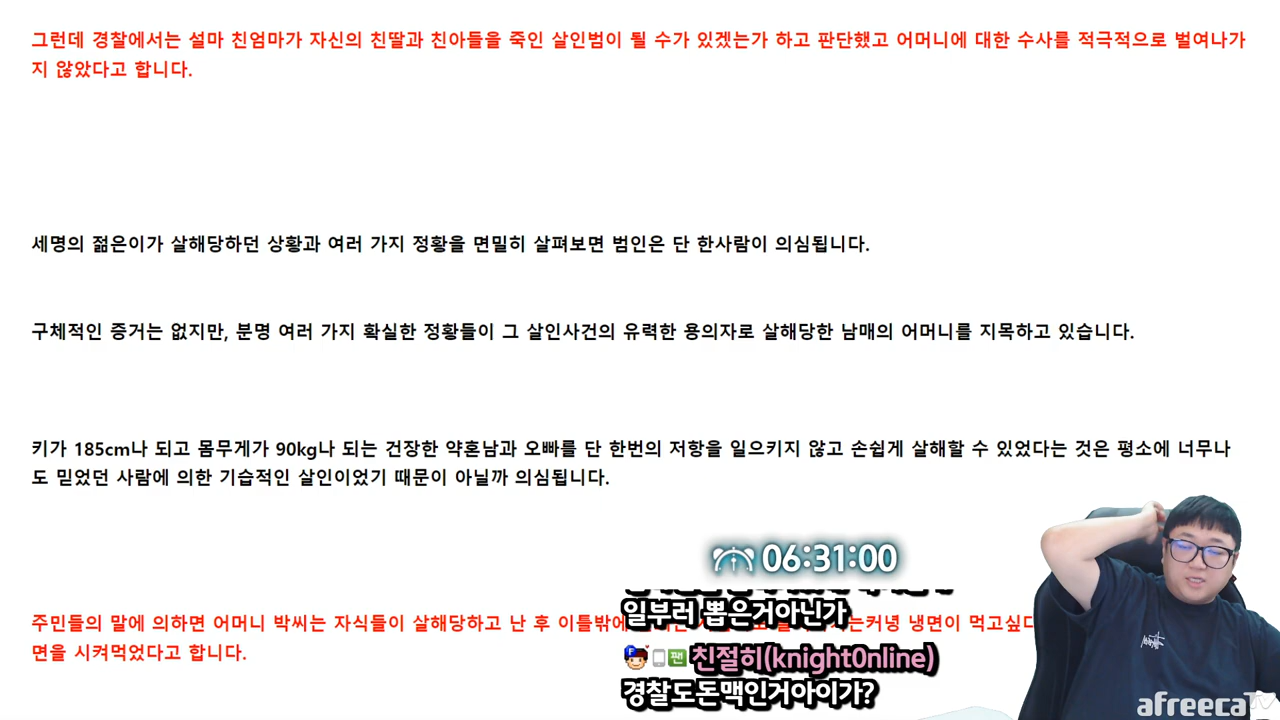 그런데 경찰에서는 설마 친엄마가 자신의 친딸과 친아들을 죽인 살인범이 될 수가 있겠는가 하고 판단했고 어머니에 대한 수사를 적극적으로 벌여나가
지 않았다고 합니다.
세명의 젊은이가 살해당하던 상황과 여러 가지 정황을 면밀히 살펴보면 범인은 단 한사람이 의심됩니다.
구체적인 증거는 없지만, 분명 여러 가지 확실한 정황들이 그 살인사건의 유력한 용의자로 살해당한 남매의 어머니를 지목하고 있습니다.
키가 185cm나 되고 몸무게가 90kg나 되는 건장한 약혼남과 오빠를 단 한번의 저항을 일으키지 않고 손쉽게 살해할 수 있었다는 것은 평소에 너무나
도 믿었던 사람에 의한 기습적인 살인이었기 때문이 아닐까 의심됩니다.
06:31:00
일부러 뽑은거아닌가
주민들의 말에 의하면 어머니 박씨는 자식들이 살해당하고 난 후 이틀밖에 냉면이 먹고싶다
면을 시켜먹었다고 합니다.
팬 친절히(knight0nline)
경찰도돈맥인거아이가?
afreecaTV